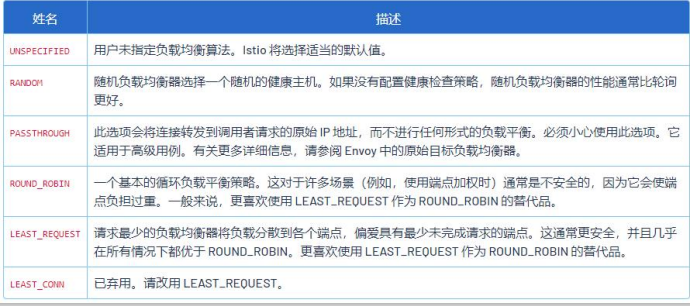 姓名
描述
UNSPECIFIED
用户未指定负载均衡算法。Istio 将选择适当的默认值。
RANDOM
随机负载均衡器选择一个随机的健康主机。如果没有配置健康检查策略，随机负载均衡器的性能通常比轮询
更好。
PASSTHROUGH
此选项会将连接转发到调用者请求的原始 IP 地址，而不进行任何形式的负载平衡。必须小心使用此选项。它
适用于高级用例。有关更多详细信息，请参阅 Envoy 中的原始目标负载均衡器。
ROUND_ROBIN
一个基本的循环负载平衡策略。这对于许多场景（例如，使用端点加权时）通常是不安全的，因为它会使端
点负担过重。一般来说，更喜欢使用 LEAST_REQUEST 作为 ROUND_ROBIN 的替代品。
LEAST_REQUEST
请求最少的负载均衡器将负载分散到各个端点，偏爱具有最少未完成请求的端点。这通常更安全，并且几乎
在所有情况下都优于 ROUND_ROBIN。更喜欢使用 LEAST_REQUEST 作为 ROUND_ROBIN 的替代品。
LEAST_CONN
已弃用。请改用 LEAST_REQUEST。